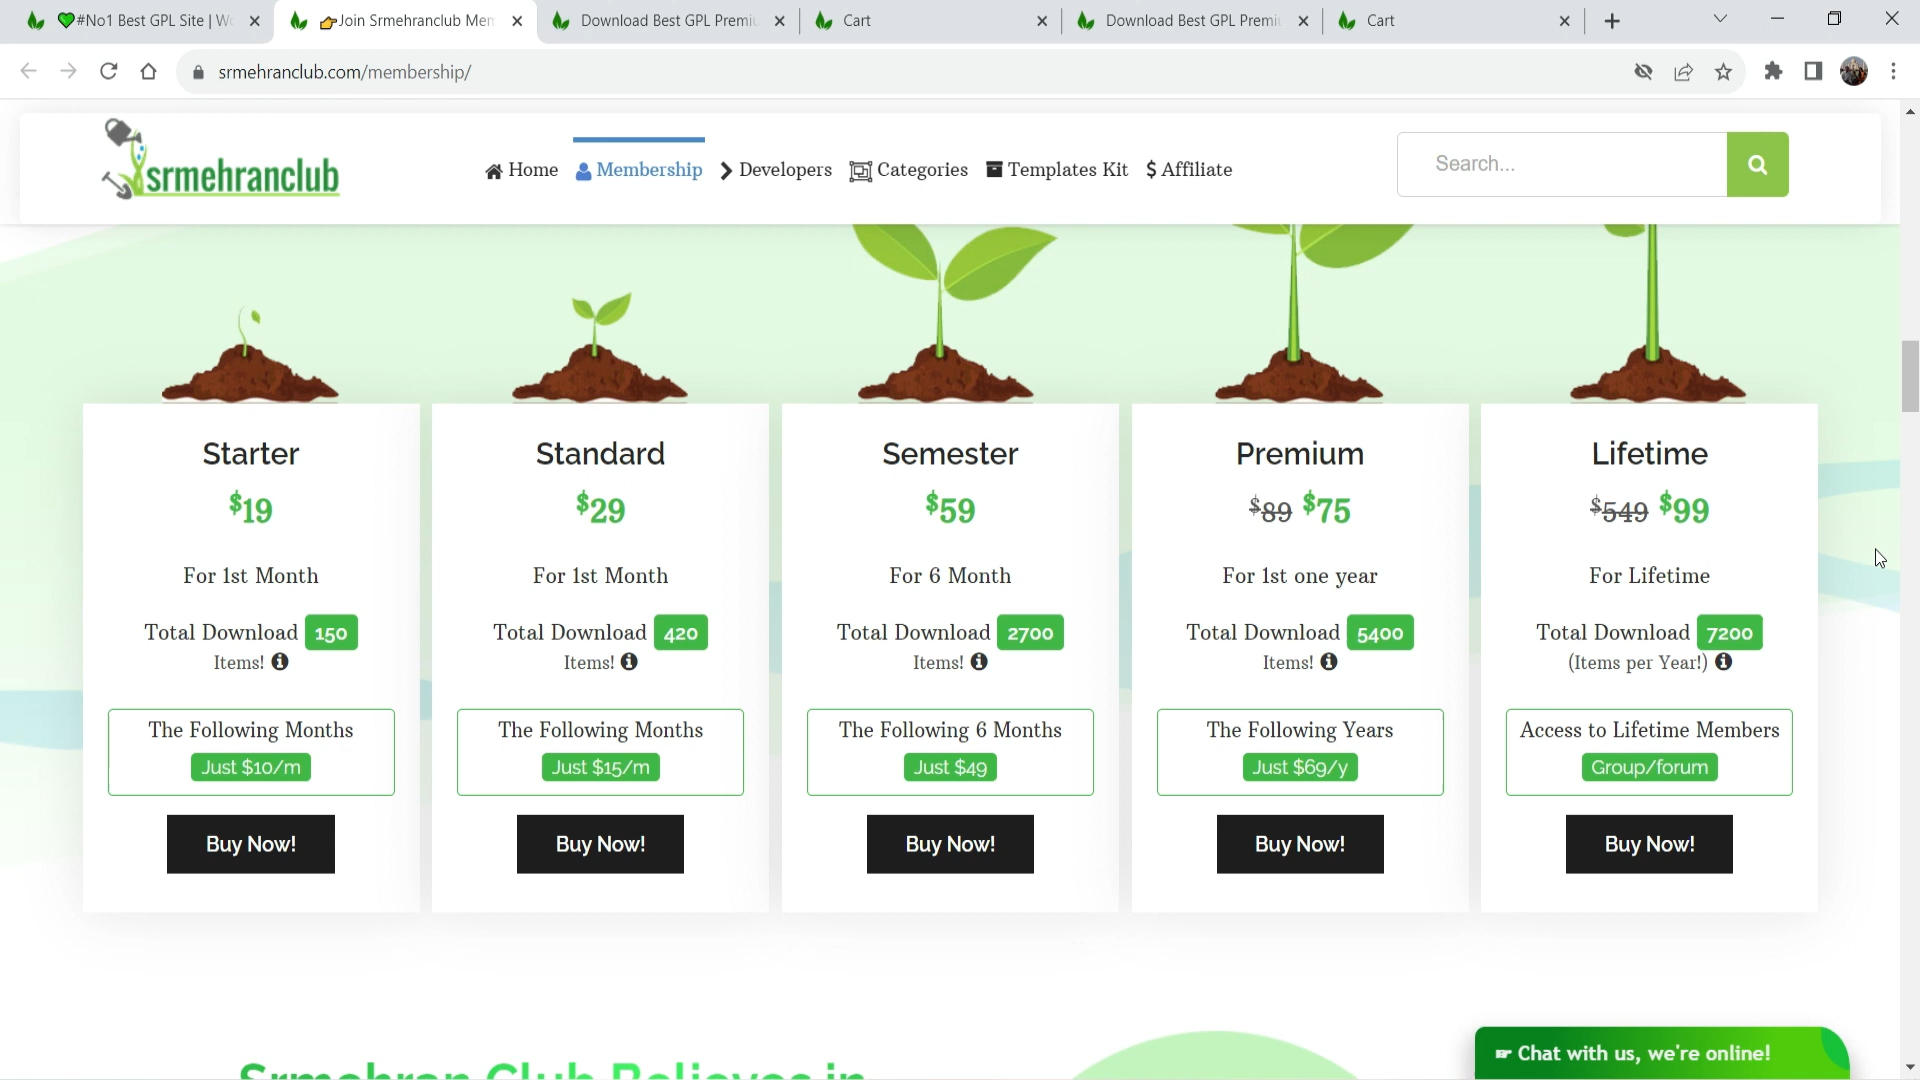 💚#No1 Best GPL Site | Wo
👉Join Srmehranclub Mem
Download Best GPL Premiu
Cart
Download Best GPL Premiu
Cart
srmehranclub.com/membership/
srmehranclub
Home
Membership
Developers
Categories
Templates Kit
$ Affiliate
Search...
Starter
$19
For 1st Month
Total Download 150
Items!
The Following Months
Just $10/m
Buy Now!
Standard
$29
For 1st Month
Total Download 420
Items!
The Following Months
Just $15/m
Buy Now!
Semester
$59
For 6 Month
Total Download 2700
Items!
The Following 6 Months
Just $49
Buy Now!
Premium
$89 $75
For 1st one year
Total Download 5400
Items!
The Following Years
Just $69/y
Buy Now!
Lifetime
$549 $99
For Lifetime
Total Download 7200
(Items per Year!)
Access to Lifetime Members
Group/forum
Buy Now!
Srmehran Club Believes in
☛ Chat with us, we're online!